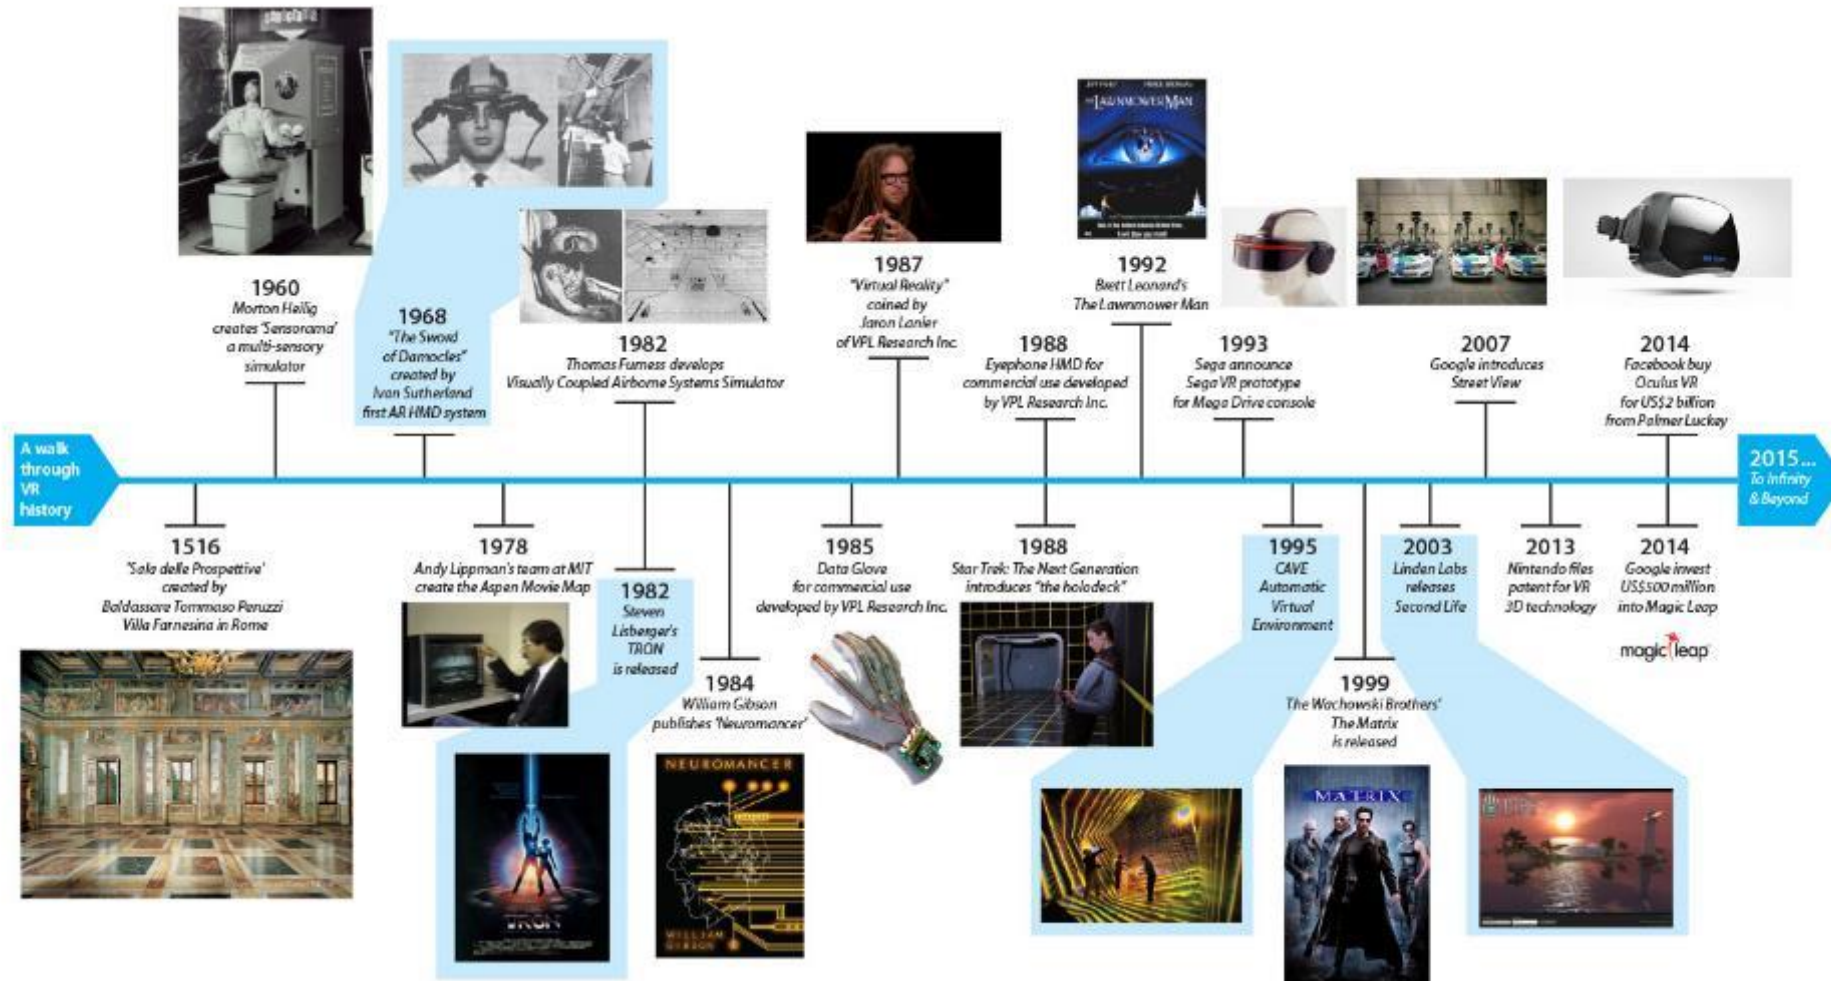 A walk
through
VR
history
1516
'Sala delle Prospettive'
created by
Baldassare Tommaso Peruzzi
Villa Farnesina in Rome
1960
Morton Heilig
creates 'Sensorama'
a multi-sensory
simulator
1968
"The Sword
of Damocles"
created by
Ivan Sutherland
first AR HMD system
1978
Andy Lippman's team at MIT
create the Aspen Movie Map
1982
Thomas Furness develops
Visually Coupled Airborne Systems Simulator
1982
Steven
Lisberger's
TRON
is released
TRON
1984
William Gibson
publishes 'Neuromancer'
NEUROMANCER
WILLIAM
GIBSON
1985
Data Glove
for commercial use
developed by VPL Research Inc.
1987
"Virtual Reality"
coined by
Jaron Lanier
of VPL Research Inc.
1988
Eyephone HMD for
commercial use developed
by VPL Research Inc.
1988
Star Trek: The Next Generation
introduces "the holodeck"
THE LAWNMOWER MAN
1992
Brett Leonard's
The Lawnmower Man
1993
Sega announce
Sega VR prototype
for Mega Drive console
1995
CAVE
Automatic
Virtual
Environment
1999
The Wachowski Brothers'
The Matrix
is released
MATRIX
2003
Linden Labs
releases
Second Life
2007
Google introduces
Street View
2013
Nintendo files
patent for VR
3D technology
2014
Facebook buy
Oculus VR
for US$2 billion
from Palmer Luckey
2014
Google invest
US$500 million
into Magic Leap
magic leap
2015...
To Infinity
& Beyond